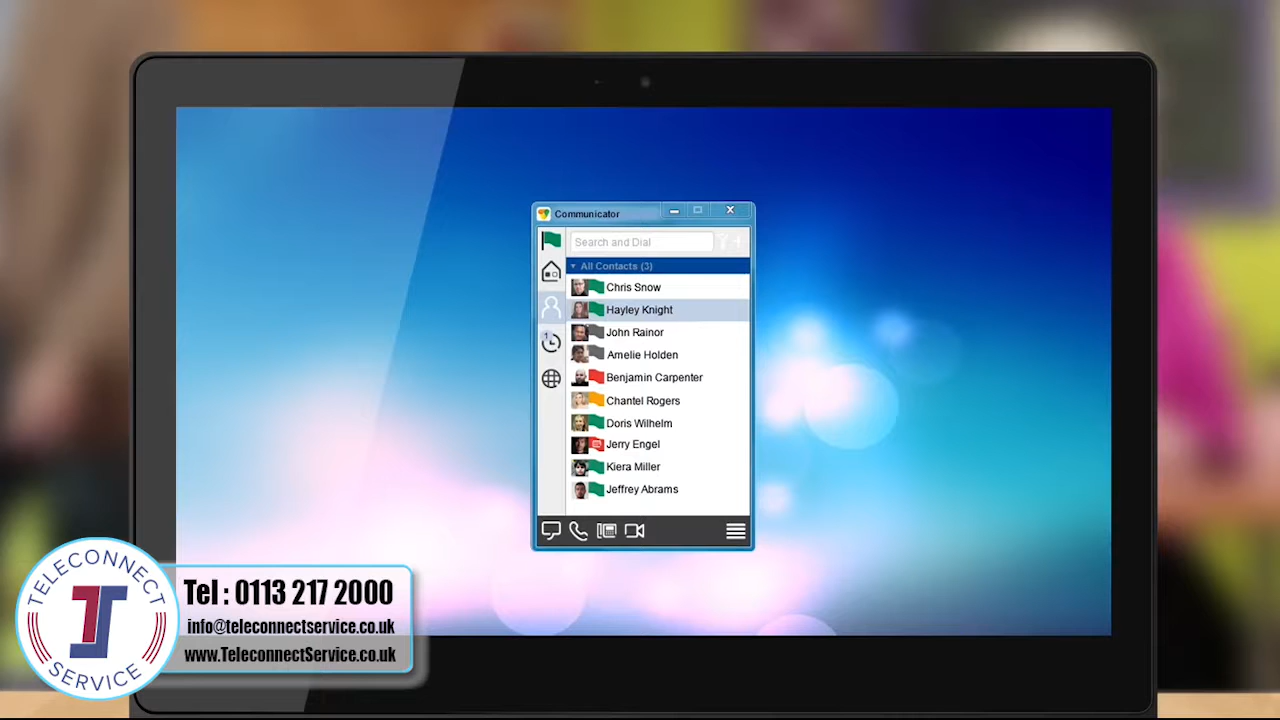 Communicator
Search and Dial
All Contacts (3)
Chris Snow
Hayley Knight
John Rainor
Amelie Holden
Benjamin Carpenter
Chantel Rogers
Doris Wilhelm
Jerry Engel
Kiera Miller
Jeffrey Abrams
TELECONNECT
SERVICE
Tel : 0113 217 2000
info@teleconnectservice.co.uk
www.TeleconnectService.co.uk